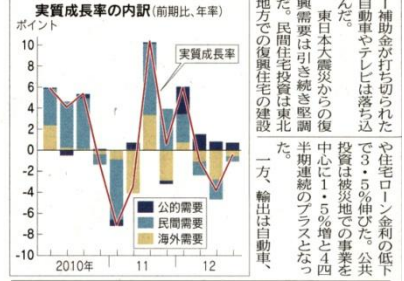 実質成長率の内訳(前期比、年率)
ポイント
10
8
6
4
2
0
-2
-4
-6
-8
-10
実質成長率
公的需要
民間需要
海外需要
2010年
11
12
ー補助金が打ち切られた
自動車やテレビは落ち込
んだ。
東日本大震災からの復
興需要は引き続き堅調
だ。民間住宅投資は東北
地方での復興住宅の建設
や住宅ローン金利の低下
で3・5%伸びた。公共
投資は被災地での事業を
中心に1・5%増と4四
半期連続のプラスとなっ
た。
一方、輸出は自動車、